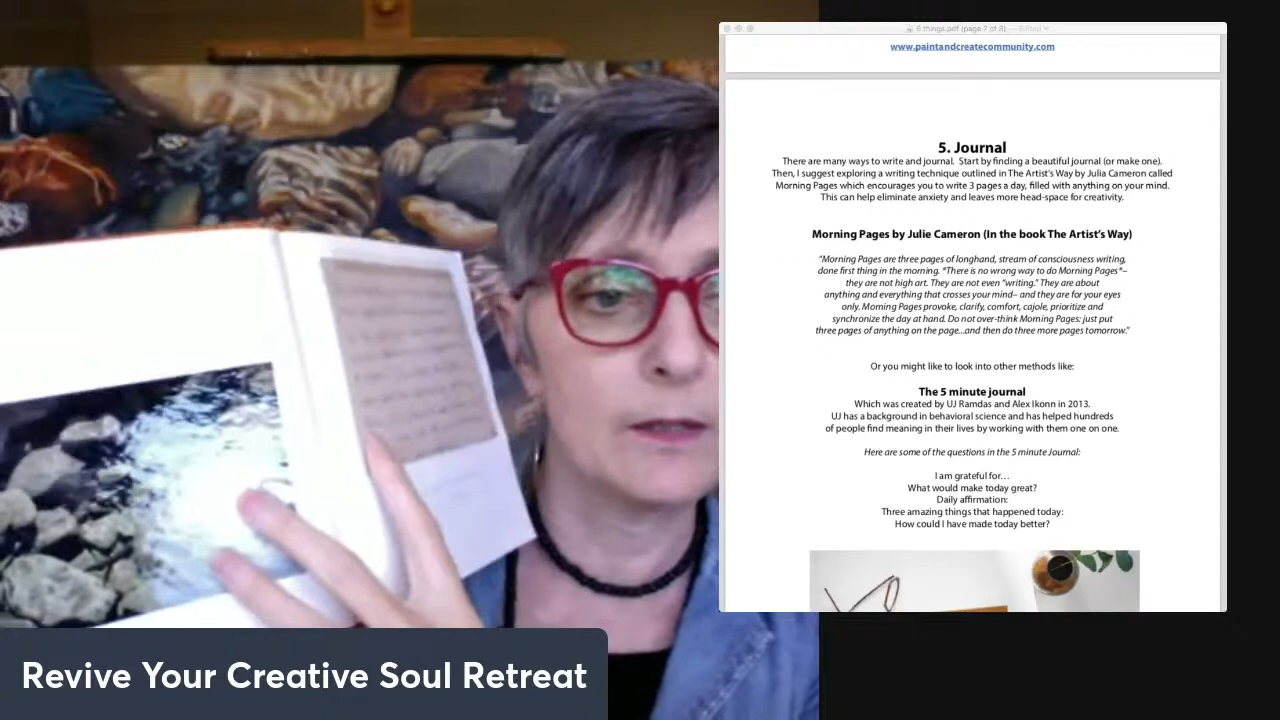 6 things.pdf (page 7 of 8)
www.paintandcreatecommunity.com
5. Journal
There are many ways to write and journal. Start by finding a beautiful journal (or make one).
Then, I suggest exploring a writing technique outlined in The Artist's Way by Julia Cameron called
Morning Pages which encourages you to write 3 pages a day, filled with anything on your mind.
This can help eliminate anxiety and leaves more head-space for creativity.
Morning Pages by Julie Cameron (In the book The Artist's Way)
"Morning Pages are three pages of longhand, stream of consciousness writing,
done first thing in the morning. *There is no wrong way to do Morning Pages*–
they are not high art. They are not even "writing." They are about
anything and everything that crosses your mind– and they are for your eyes
only. Morning Pages provoke, clarify, comfort, cajole, prioritize and
synchronize the day at hand. Do not over-think Morning Pages: just put
three pages of anything on the page...and then do three more pages tomorrow."
Or you might like to look into other methods like:
The 5 minute journal
Which was created by UJ Ramdas and Alex Ikonn in 2013.
UJ has a background in behavioral science and has helped hundreds
of people find meaning in their lives by working with them one on one.
Here are some of the questions in the 5 minute Journal:
I am grateful for…
What would make today great?
Daily affirmation:
Three amazing things that happened today:
How could I have made today better?
Revive Your Creative Soul Retreat